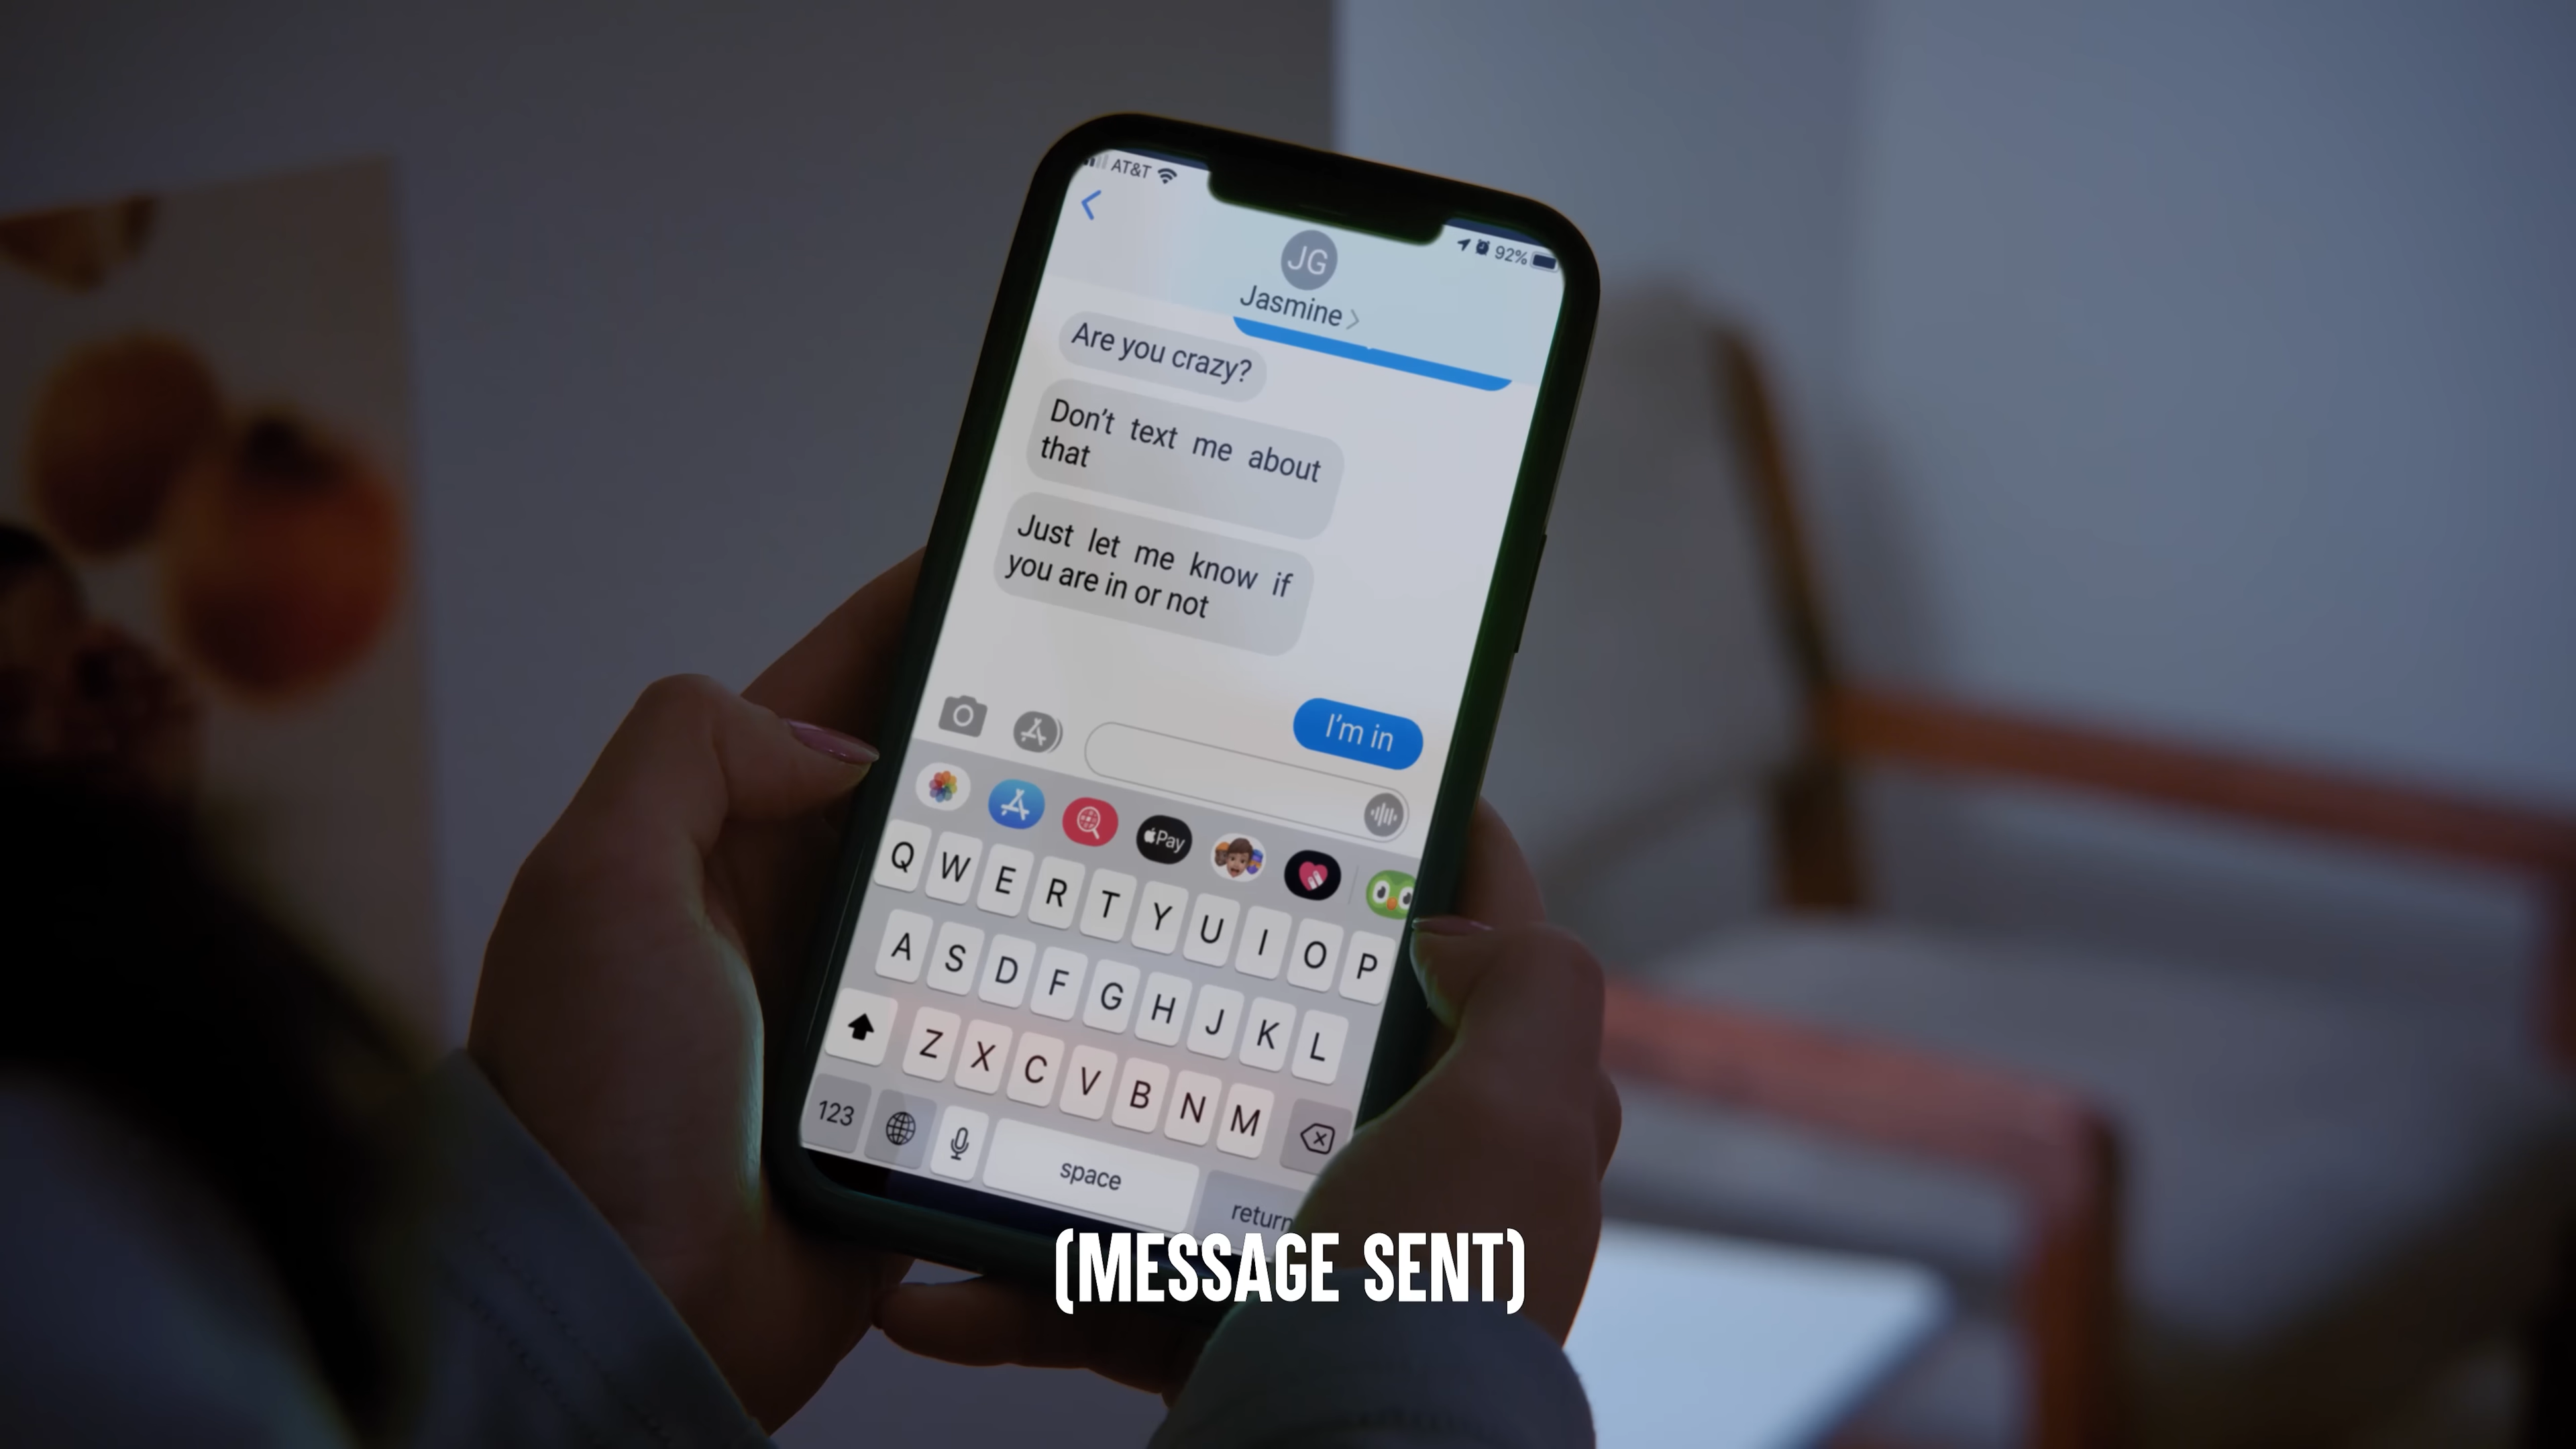 AT&T
92%
JG
Jasmine
Are you crazy?
Don't text me about
that
Just let me know if
you are in or not
I'm in
Pay
Q W E R T Y U I O P
A S D F G H J K L
Z X C V B N M
123
space
return
(MESSAGE SENT)